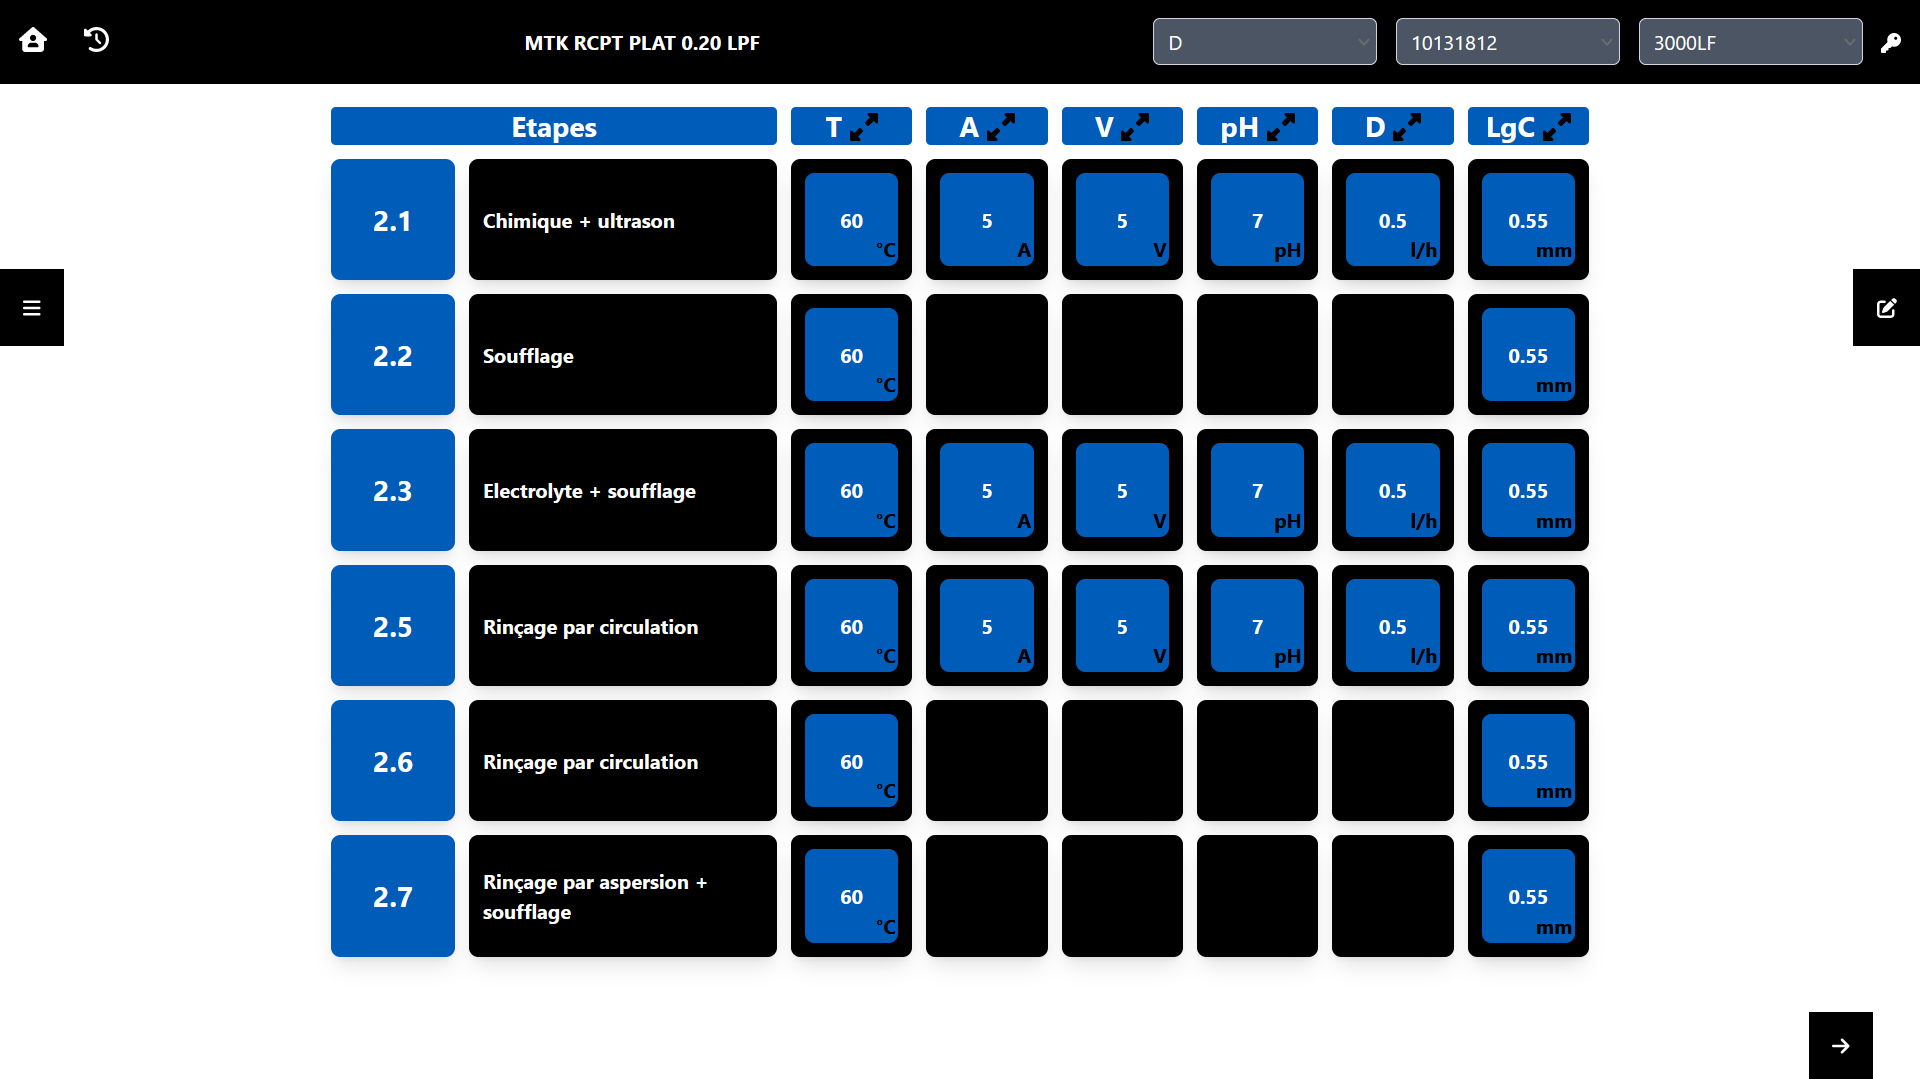 MTK RCPT PLAT 0.20 LPF D 10131812 3000LF
Etapes T A V pH D LgC
2.1 Chimique + ultrason 60 °C 5 A 5 V 7 pH 0.5 l/h 0.55 mm
2.2 Soufflage 60 °C 0.55 mm
2.3 Electrolyte + soufflage 60 °C 5 A 5 V 7 pH 0.5 l/h 0.55 mm
2.5 Rinçage par circulation 60 °C 5 A 5 V 7 pH 0.5 l/h 0.55 mm
2.6 Rinçage par circulation 60 °C 0.55 mm
2.7 Rinçage par aspersion +
soufflage 60 °C 0.55 mm